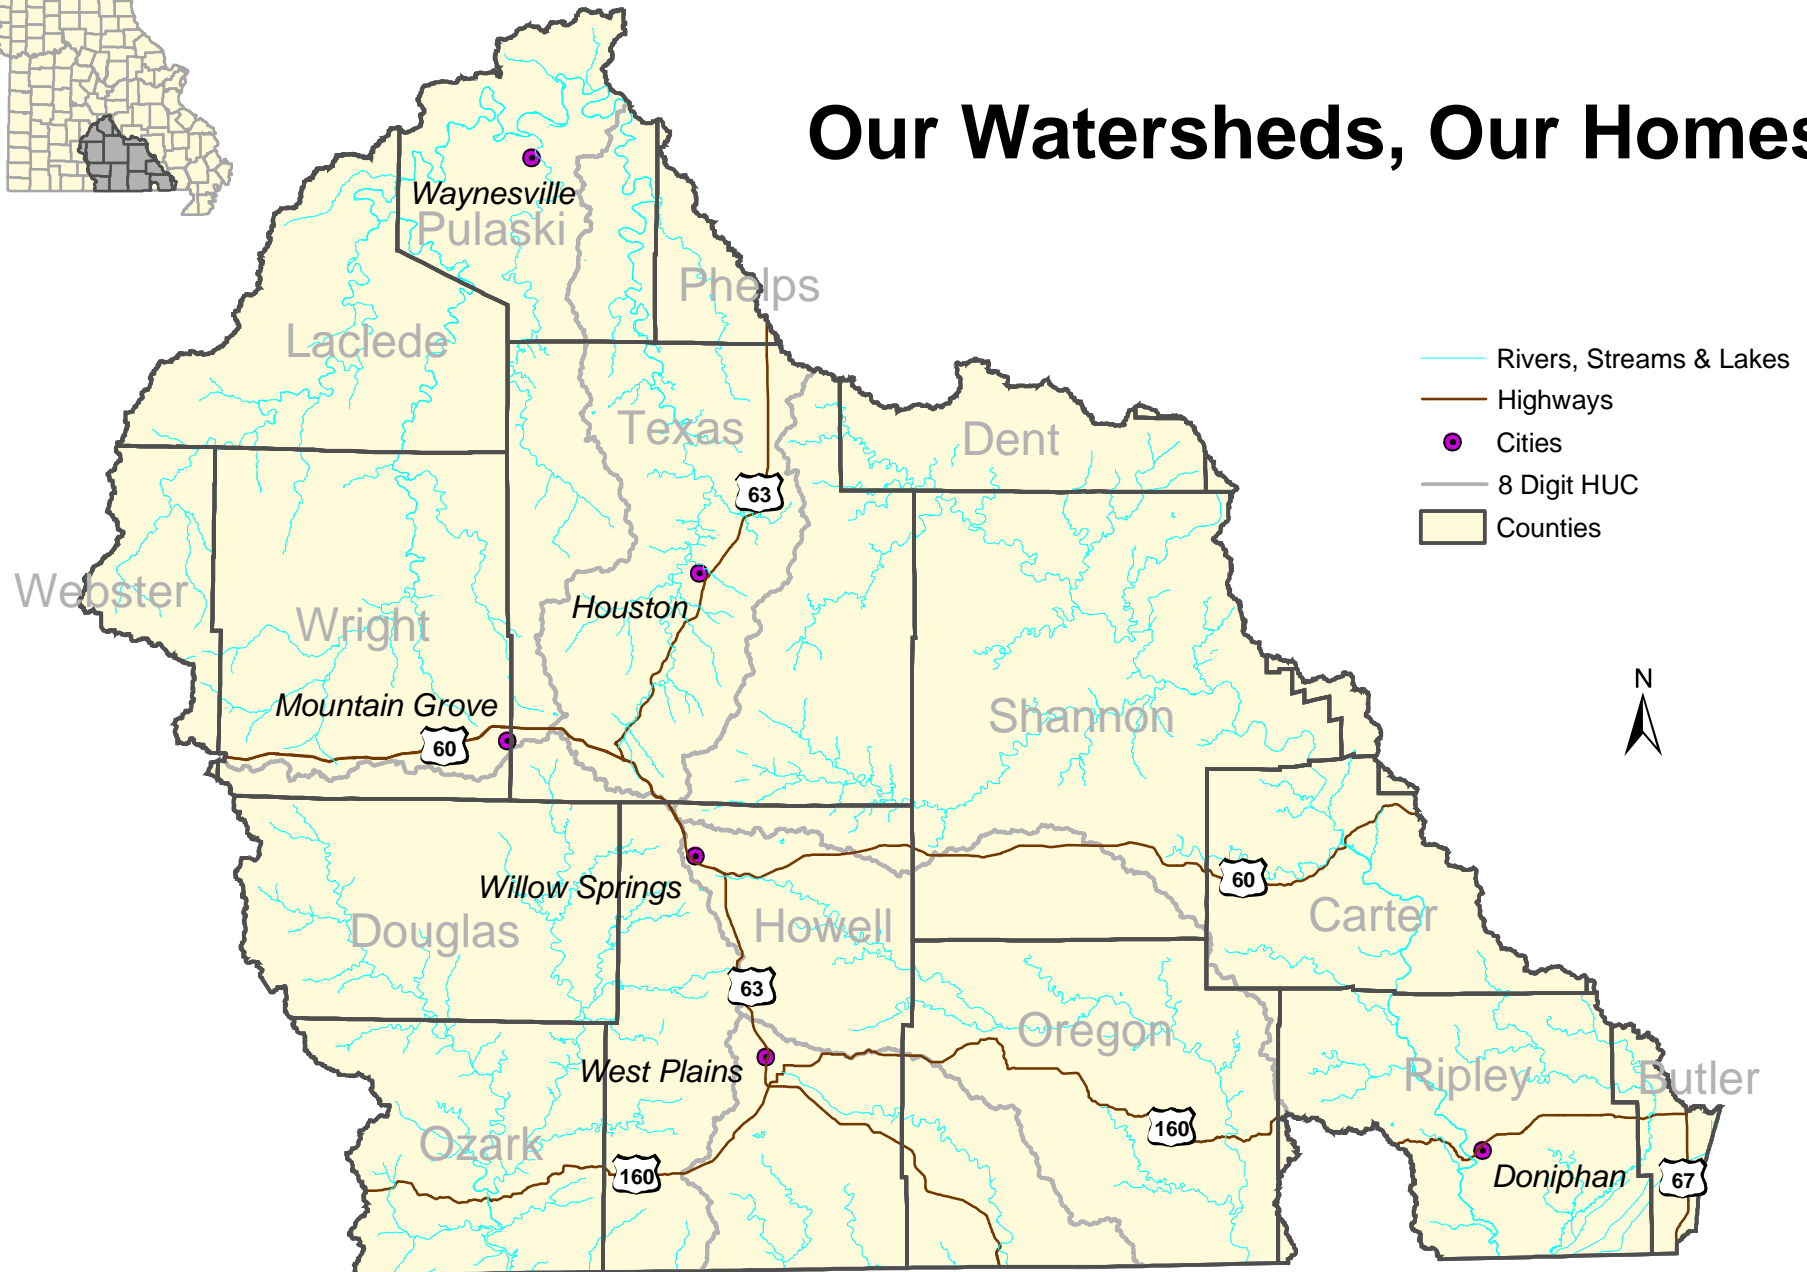 Our Watersheds, Our Homes
Waynesville
Pulaski
Phelps
Laclede
Rivers, Streams & Lakes
Highways
Cities
8 Digit HUC
Counties
Texas
Dent
63
Webster
Houston
Wright
N
Mountain Grove
60
Shannon
Willow Springs
60
Douglas
Howell
Carter
63
Oregon
West Plains
Ripley
Butler
Ozark
160
160
Doniphan
67